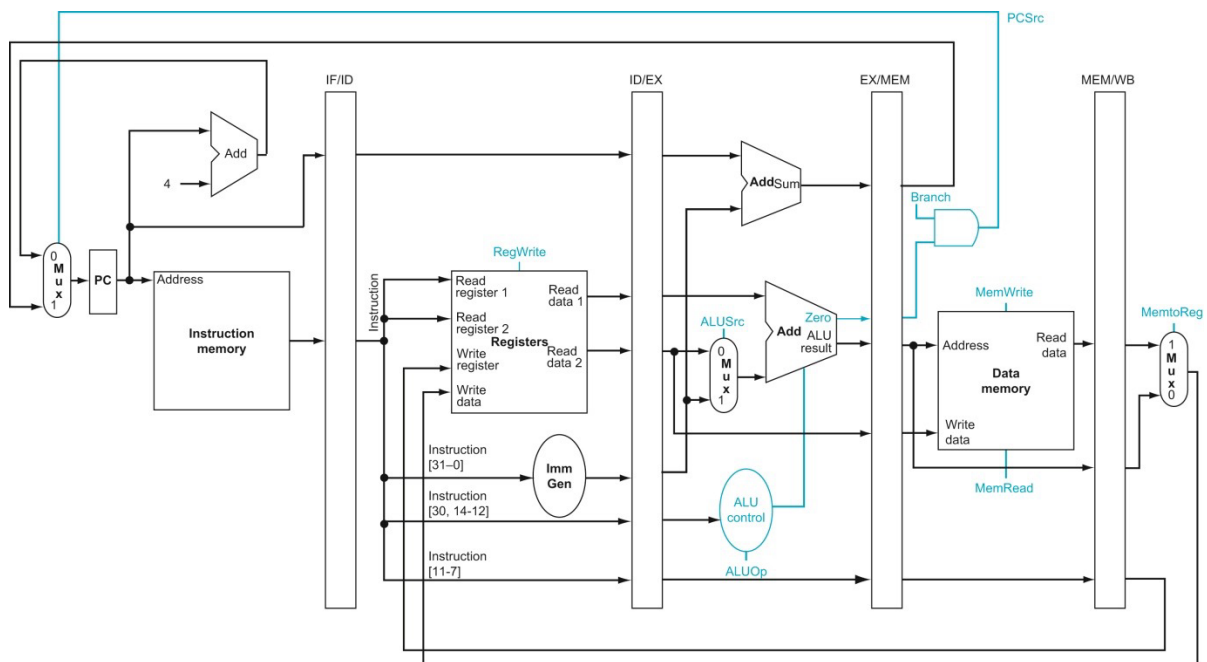 PCSrc
IF/ID
ID/EX
EX/MEM
MEM/WB
Add
4
Add Sum
Branch
0
M
u
x
1
PC
Address
Instruction
memory
Instruction
RegWrite
Read
register 1
Read
register 2
Write
register
Write
data
Registers
Read
data 1
Read
data 2
ALUSrc
0
M
u
x
1
Zero
Add
ALU
result
MemWrite
Address
Read
data
Data
memory
Write
data
MemRead
MemtoReg
1
M
u
x
0
Instruction
[31–0]
Imm
Gen
Instruction
[30, 14-12]
ALU
control
Instruction
[11-7]
ALUOp